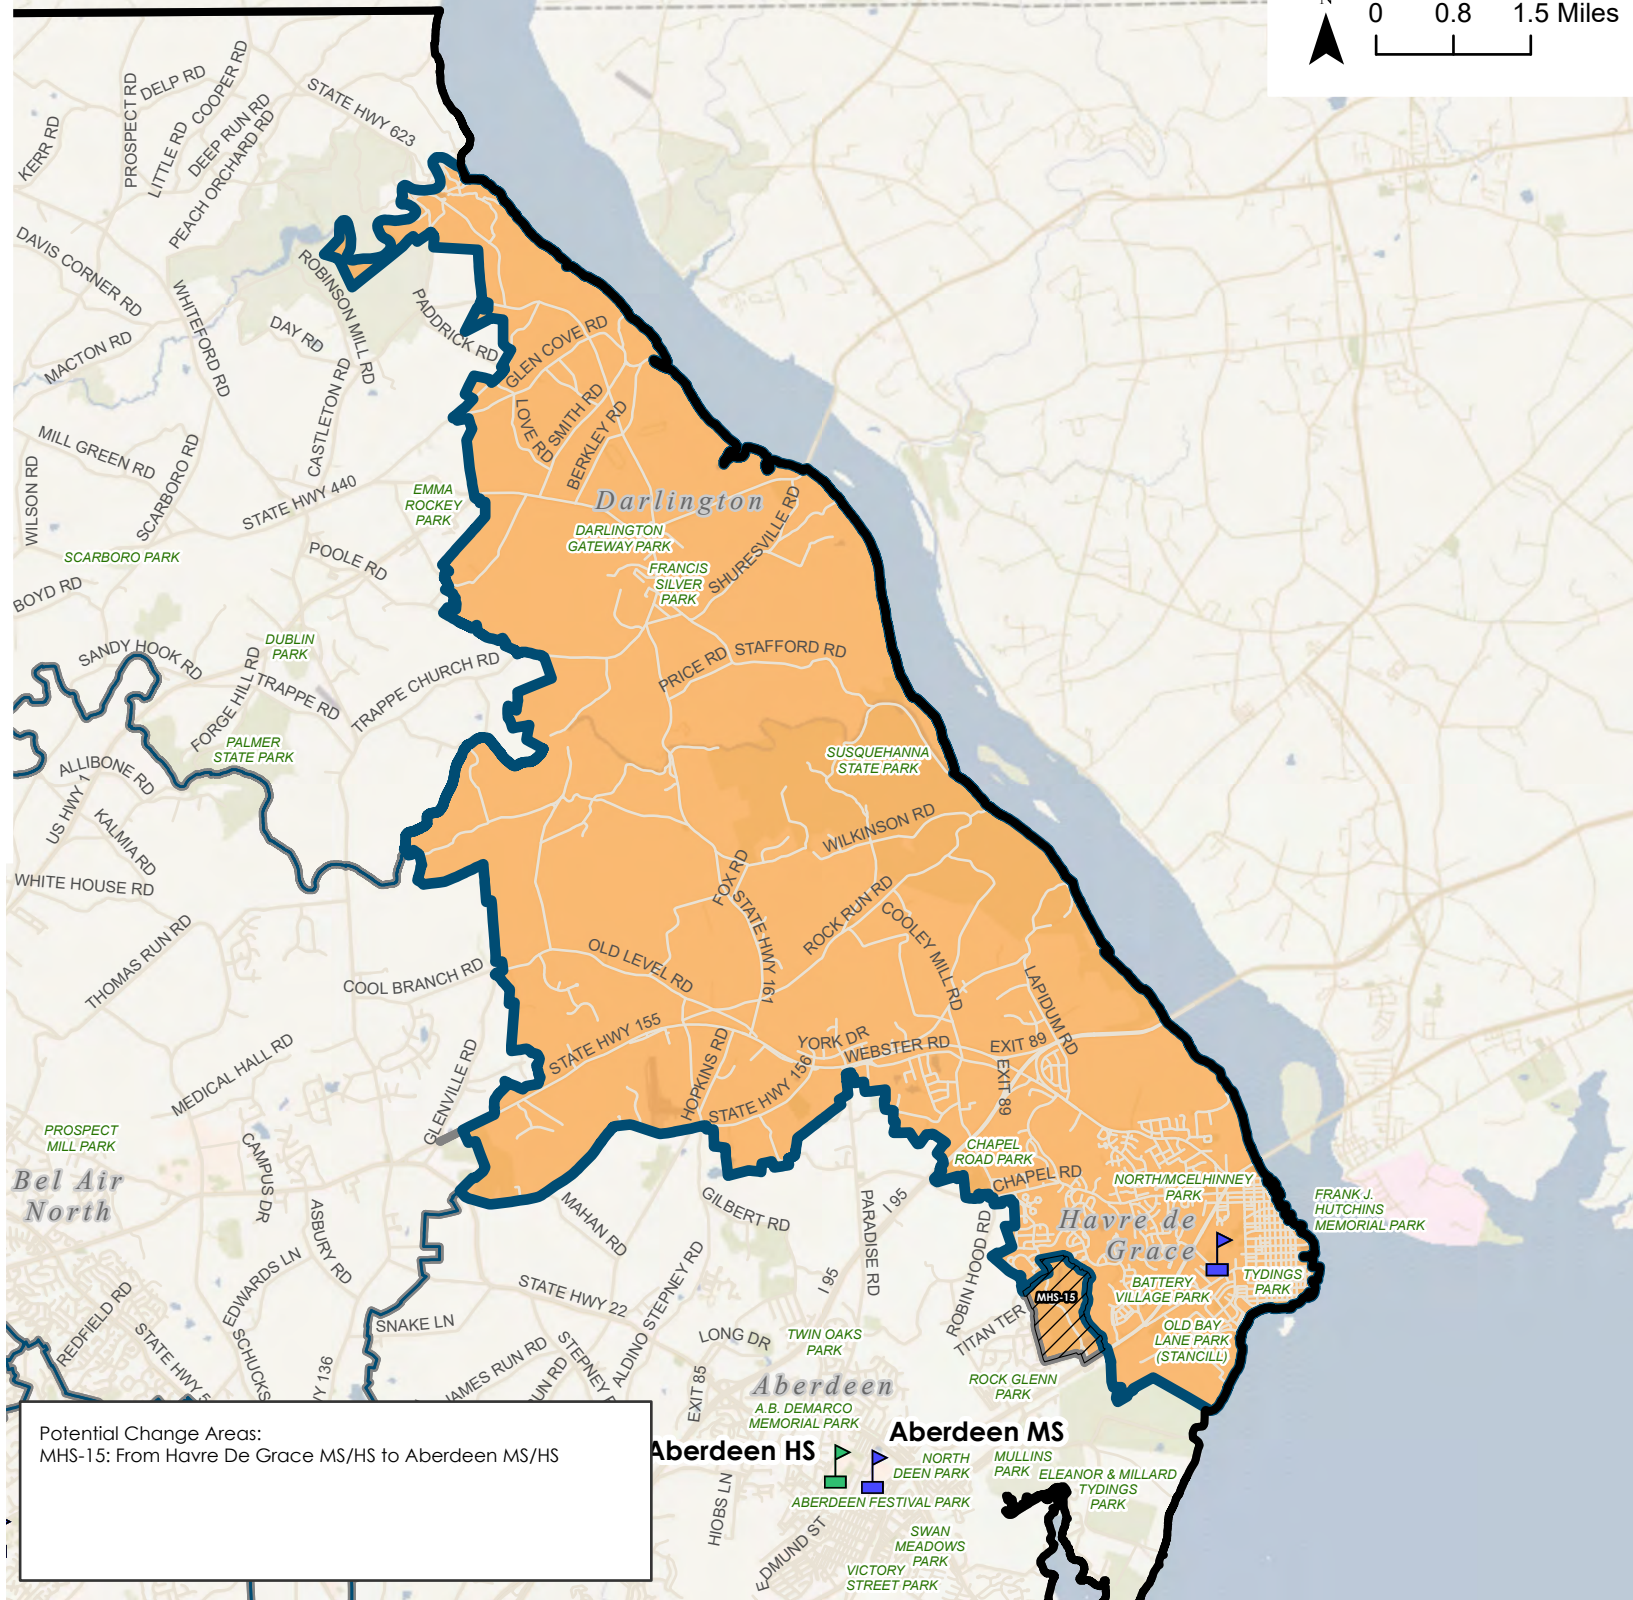 N
0 0.8 1.5 Miles
DELP RD
COOPER RD
PROSPECT RD
STATE HWY 623
KERR RD
LITTLE RD
DEEP RUN RD
PEACH ORCHARD RD
DAVIS CORNER RD
ROBINSON MILL RD
WHITEFORD RD
PADDRICK RD
DAY RD
MACTON RD
GLEN COVE RD
CASTLETON RD
LOVE RD
SMITH RD
BERKLEY RD
MILL GREEN RD
SCARBORO RD
WILSON RD
STATE HWY 440
EMMA
ROCKEY
PARK
Darlington
DARLINGTON
GATEWAY PARK
SHURESVILLE RD
SCARBORO PARK
POOLE RD
FRANCIS
SILVER
PARK
BOYD RD
SANDY HOOK RD
DUBLIN
PARK
FORGE HILL RD
TRAPPE RD
TRAPPE CHURCH RD
PRICE RD
STAFFORD RD
PALMER
STATE PARK
SUSQUEHANNA
STATE PARK
ALLIBONE RD
US HWY 1
KALMIA RD
WILKINSON RD
WHITE HOUSE RD
FOX RD
STATE HWY 161
ROCK RUN RD
COOLEY MILL RD
THOMAS RUN RD
OLD LEVEL RD
COOL BRANCH RD
LAPIDUM RD
STATE HWY 155
YORK DR
WEBSTER RD
EXIT 89
EXIT 89
MEDICAL HALL RD
GLENVILLE RD
HOPKINS RD
STATE HWY 156
PROSPECT
MILL PARK
CAMPUS DR
CHAPEL
ROAD PARK
CHAPEL RD
Bel Air
North
NORTH/MCELHINNEY
PARK
FRANK J.
HUTCHINS
MEMORIAL PARK
ASBURY RD
MAHAN RD
GILBERT RD
PARADISE RD
I 95
ROBIN HOOD RD
Havre de
Grace
EDWARDS LN
I 95
STATE HWY 22
ALDINO STEPNEY RD
BATTERY
VILLAGE PARK
TYDINGS
PARK
MHS-15
REDFIELD RD
SNAKE LN
TITAN TER
STATE HWY 5
SCHUCKS
LONG DR
TWIN OAKS
PARK
OLD BAY
LANE PARK
(STANCILL)
JAMES RUN RD
STEPNEY R
UN RD
Y 136
EXIT 85
Aberdeen
A.B. DEMARCO
MEMORIAL PARK
ROCK GLENN
PARK
Potential Change Areas:
MHS-15: From Havre De Grace MS/HS to Aberdeen MS/HS
Aberdeen HS
Aberdeen MS
NORTH
DEEN PARK
MULLINS
PARK
ELEANOR & MILLARD
TYDINGS
PARK
HIOBS LN
ABERDEEN FESTIVAL PARK
EDMUND ST
SWAN
MEADOWS
PARK
VICTORY
STREET PARK